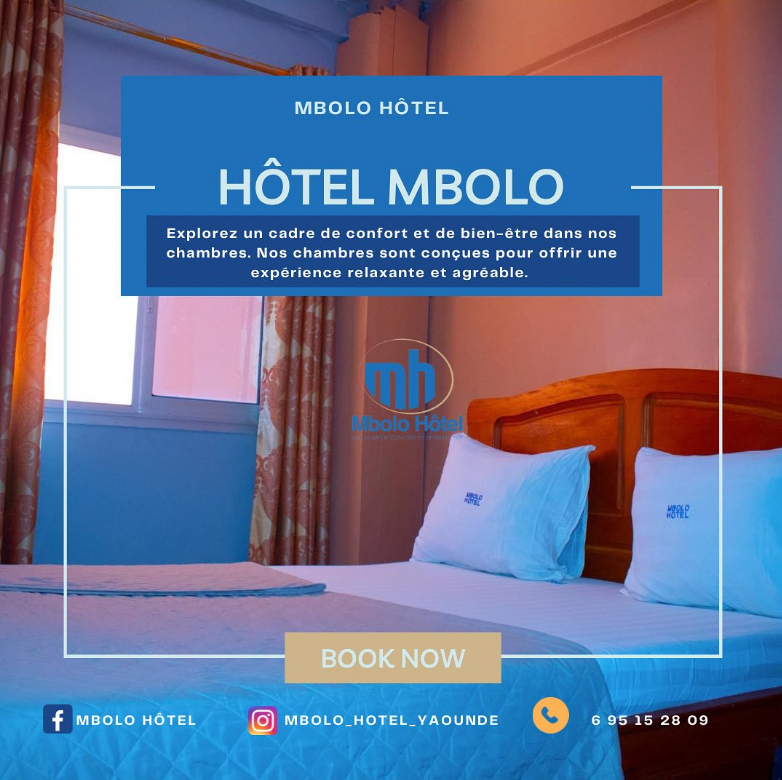 MBOLO HÔTEL
HÔTEL MBOLO
Explorez un cadre de confort et de bien-être dans nos
chambres. Nos chambres sont conçues pour offrir une
expérience relaxante et agréable.
mh
Mbolo Hôtel
MBOLO
HÔTEL
MBOLO
HÔTEL
BOOK NOW
MBOLO HÔTEL
MBOLO_HOTEL_YAOUNDE
6 95 15 28 09